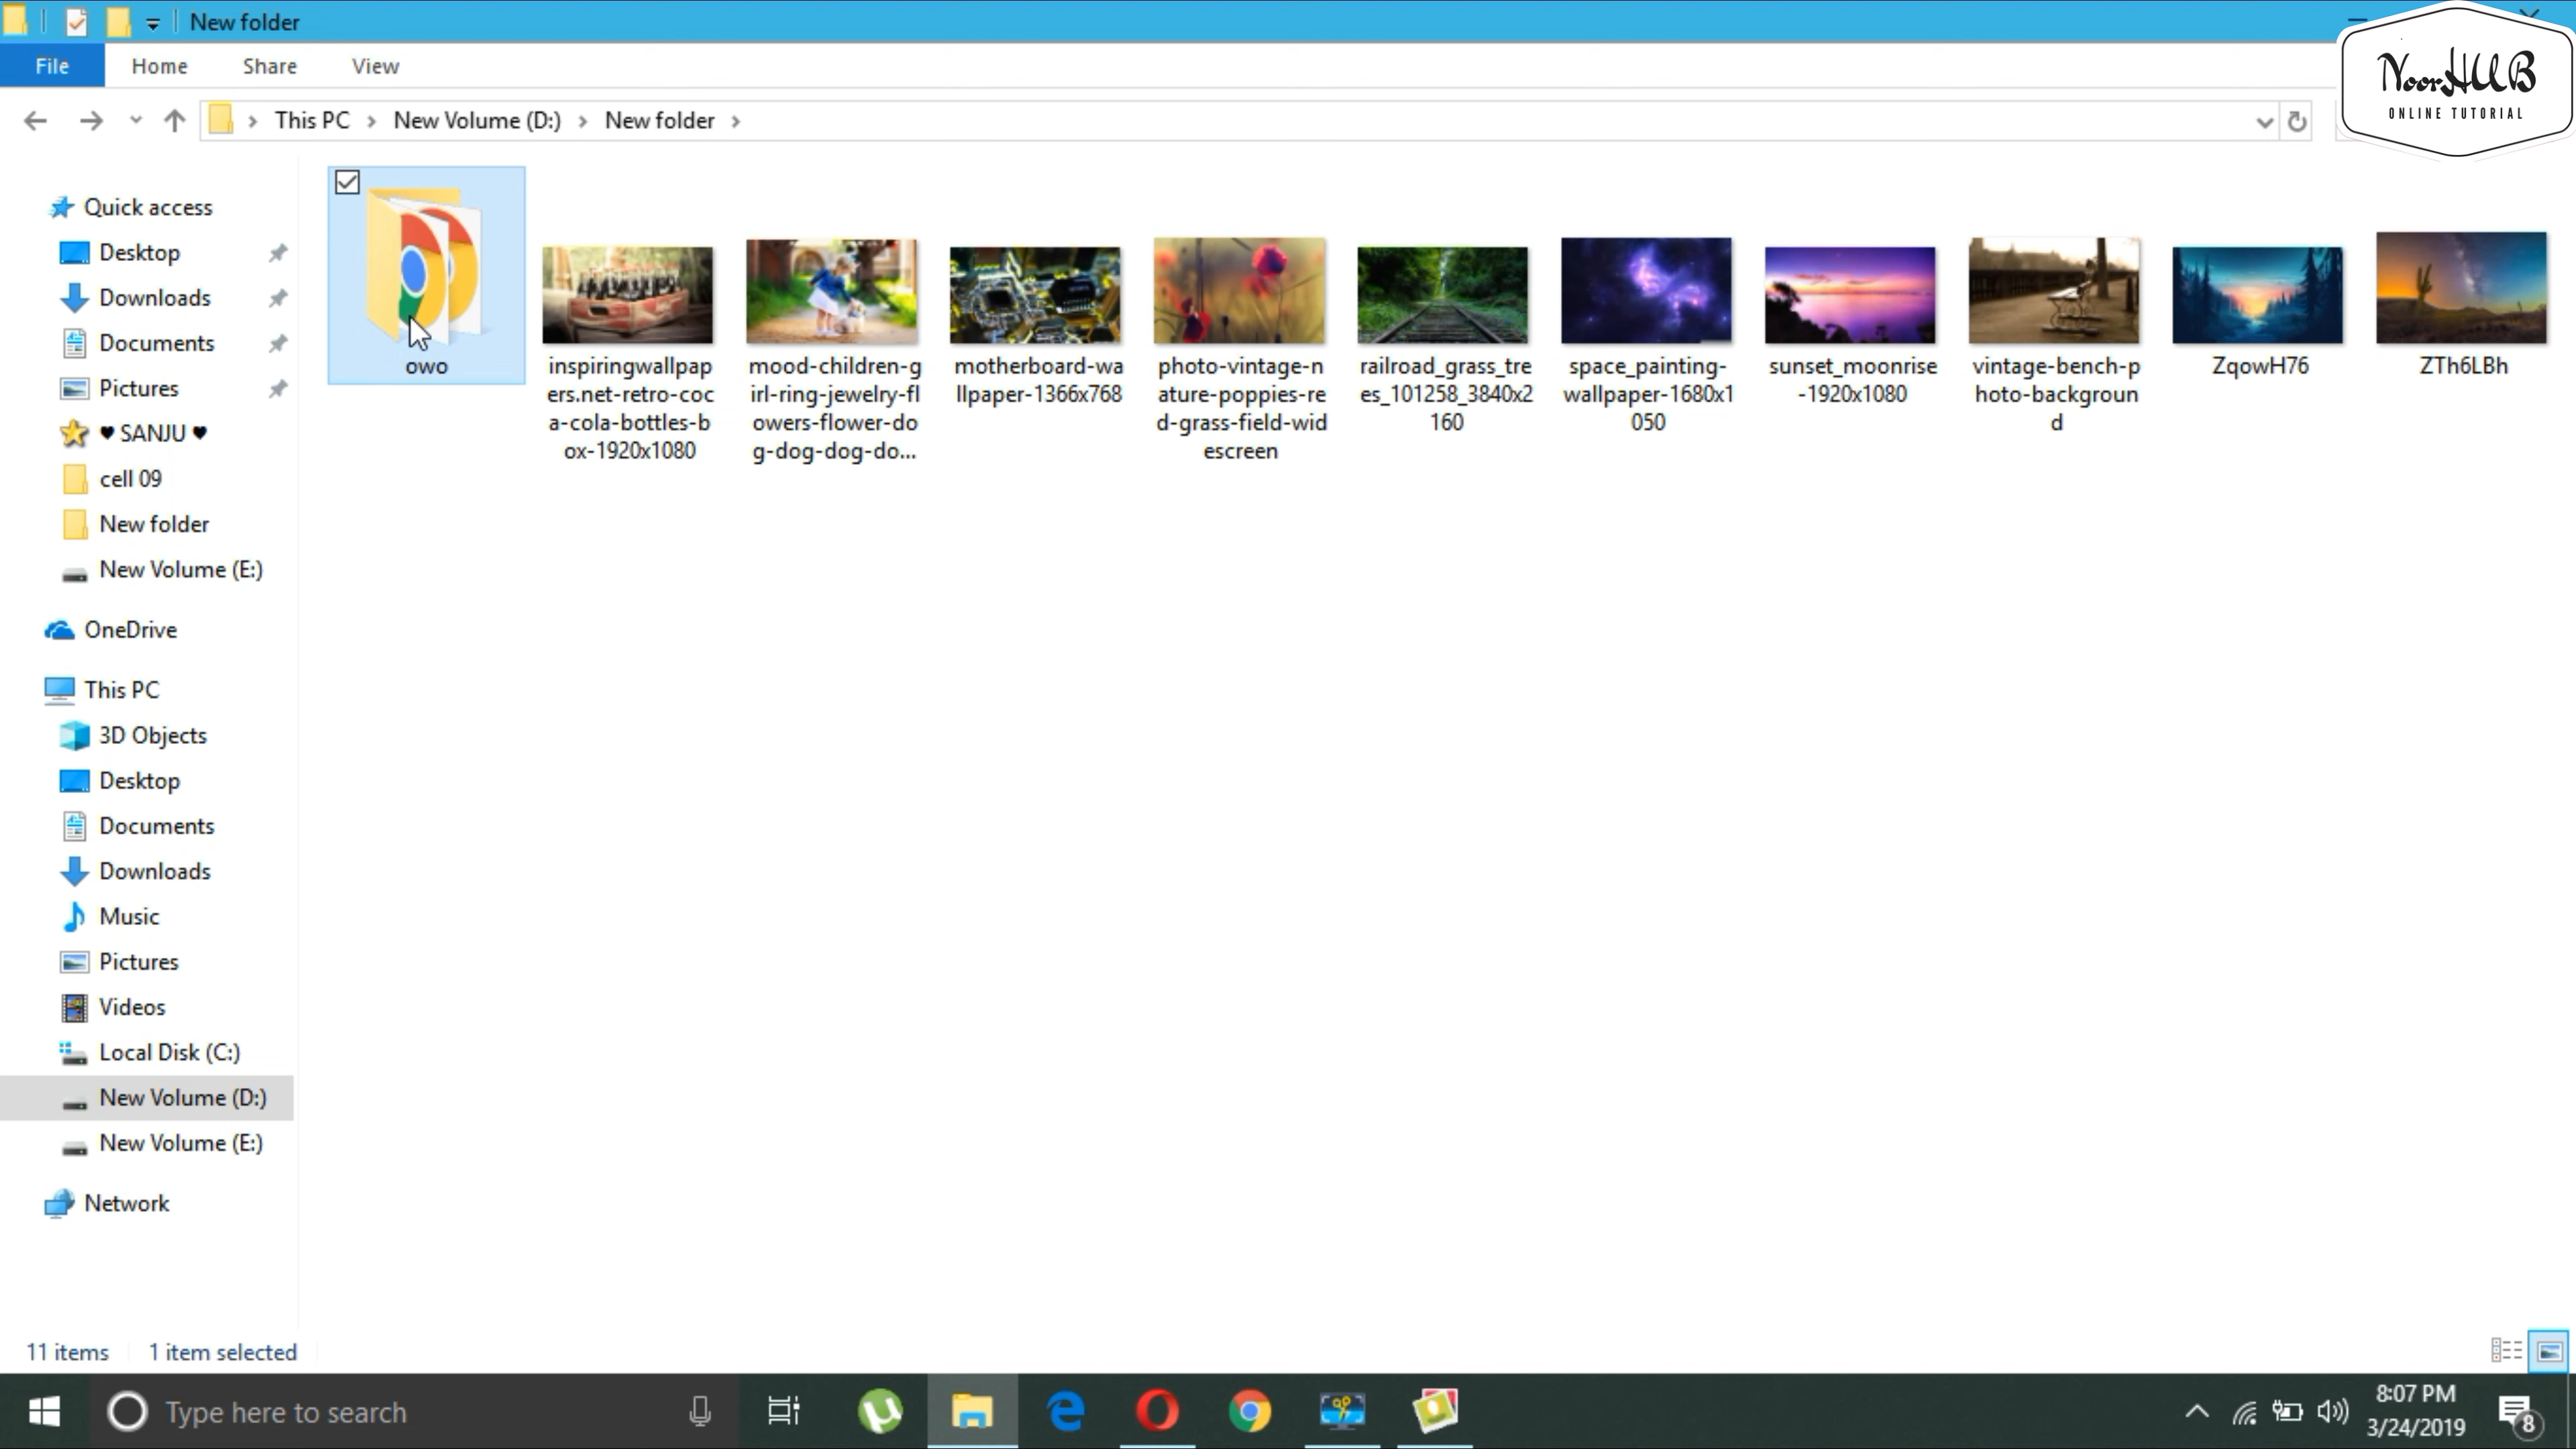 New folder
NoorHUB
ONLINE TUTORIAL
File Home Share View
This PC New Volume (D:) New folder
Quick access
Desktop
Downloads
Documents
Pictures
♥ SANJU ♥
cell 09
New folder
New Volume (E:)
OneDrive
This PC
3D Objects
Desktop
Documents
Downloads
Music
Pictures
Videos
Local Disk (C:)
New Volume (D:)
New Volume (E:)
Network
owo
inspiringwallpap
ers.net-retro-coc
a-cola-bottles-b
ox-1920x1080
mood-children-g
irl-ring-jewelry-fl
owers-flower-do
g-dog-dog-do...
motherboard-wa
llpaper-1366x768
photo-vintage-n
ature-poppies-re
d-grass-field-wid
escreen
railroad_grass_tre
es_101258_3840x2
160
space_painting-
wallpaper-1680x1
050
sunset_moonrise
-1920x1080
vintage-bench-p
hoto-backgroun
d
ZqowH76
ZTh6LBh
11 items 1 item selected
Type here to search
8:07 PM
3/24/2019
8